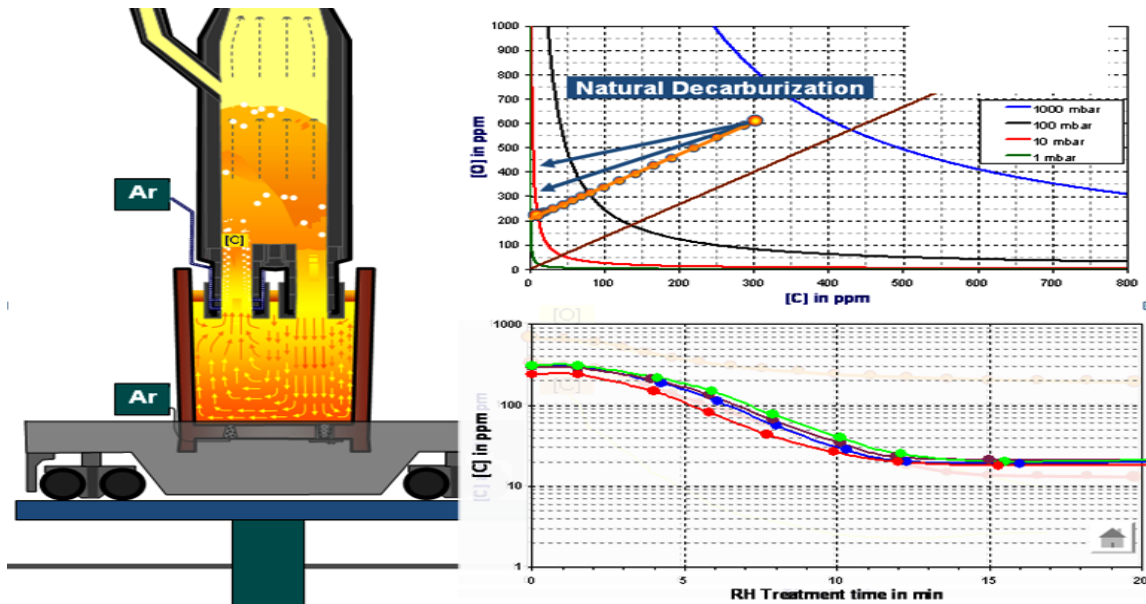 Ar
[C]
Ar
1000
900
800
700
600
500
400
300
200
100
0
[O] in ppm
Natural Decarburization
1000 mbar
100 mbar
10 mbar
1 mbar
0 100 200 300 400 500 600 700 800
[C] in ppm
[O]
1000
100
10
1
[C] in ppm
[O]
0 5 10 15 20
RH Treatment time in min